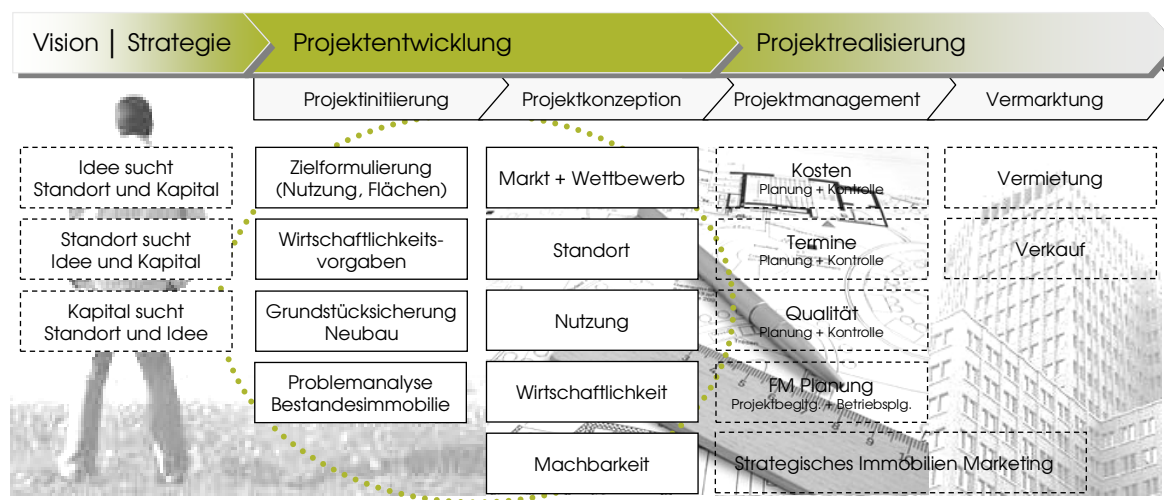 Vision | Strategie
Projektentwicklung
Projektrealisierung
Projektinitiierung
Projektkonzeption
Projektmanagement
Vermarktung
Idee sucht
Standort und Kapital
Standort sucht
Idee und Kapital
Kapital sucht
Standort und Idee
Zielformulierung
(Nutzung, Flächen)
Wirtschaftlichkeits-
vorgaben
Grundstücksicherung
Neubau
Problemanalyse
Bestandesimmobilie
Markt + Wettbewerb
Standort
Nutzung
Wirtschaftlichkeit
Machbarkeit
Kosten
Planung + Kontrolle
Termine
Planung + Kontrolle
Qualität
Planung + Kontrolle
FM Planung
Projektbegltg. + Betriebsplg.
Strategisches Immobilien Marketing
Vermietung
Verkauf